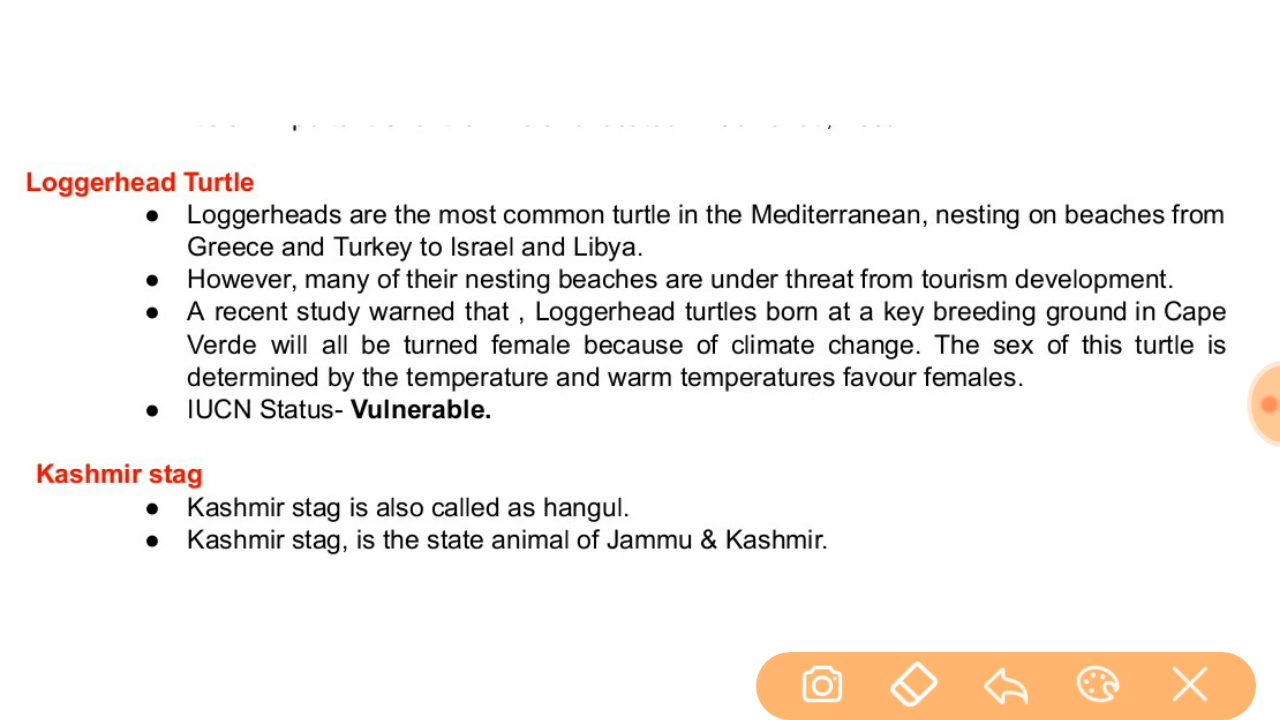 Loggerhead Turtle
● Loggerheads are the most common turtle in the Mediterranean, nesting on beaches from
Greece and Turkey to Israel and Libya.
● However, many of their nesting beaches are under threat from tourism development.
● A recent study warned that , Loggerhead turtles born at a key breeding ground in Cape
Verde will all be turned female because of climate change. The sex of this turtle is
determined by the temperature and warm temperatures favour females.
● IUCN Status- Vulnerable.
Kashmir stag
● Kashmir stag is also called as hangul.
● Kashmir stag, is the state animal of Jammu & Kashmir.